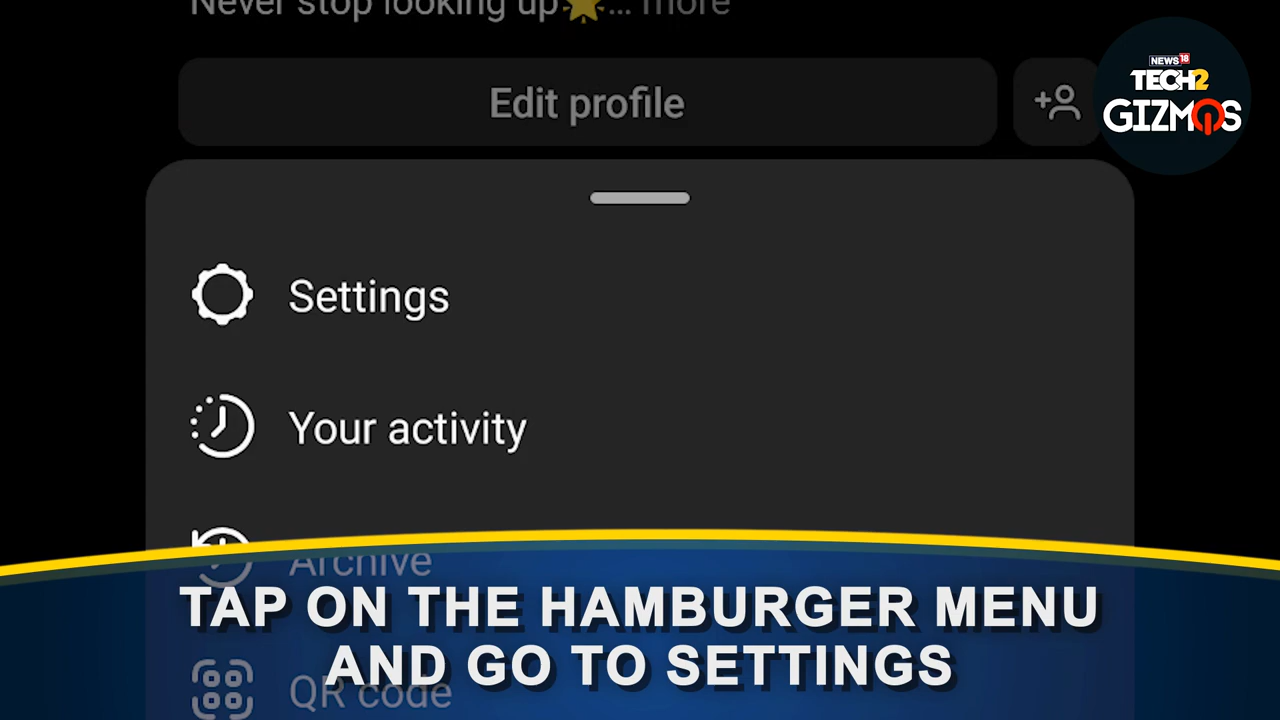 Never stop looking up🌟... more
Edit profile
NEWS18
TECH2
GIZMOS
Settings
Your activity
Archive
TAP ON THE HAMBURGER MENU
AND GO TO SETTINGS
QR code